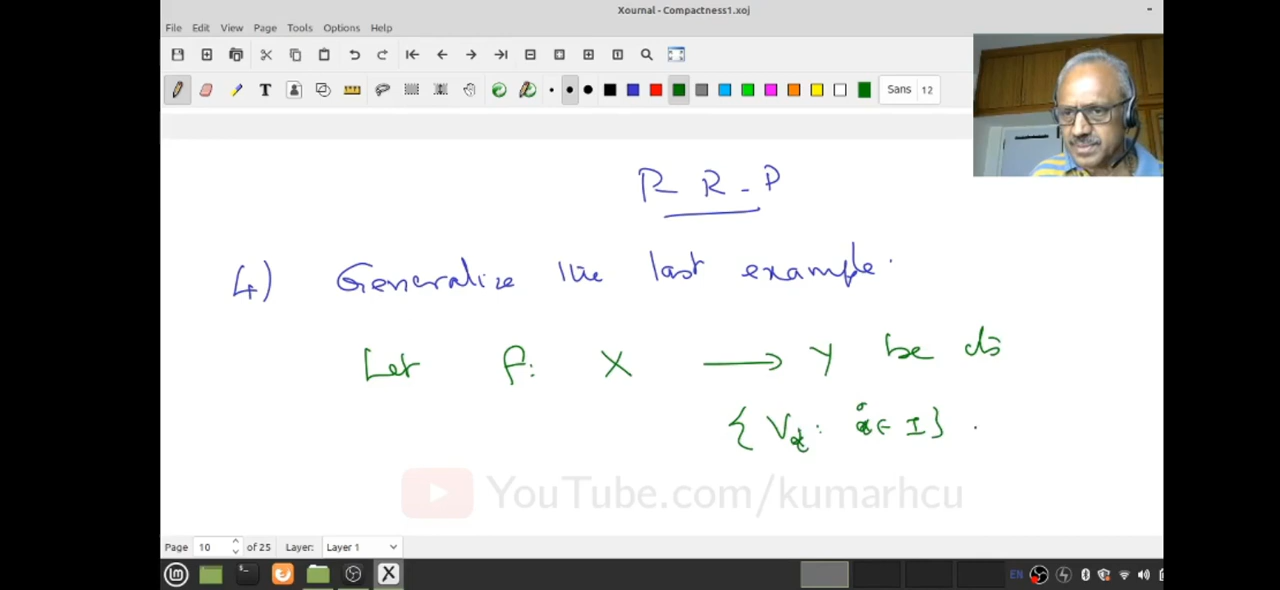 Xournal - Compactness1.xoj
File Edit View Page Tools Options Help
Sans 12
R R - P
4) Generalize the last example.
Let f: X ⟶ Y be cts
{ V : i ∈ I } .
YouTube.com/kumarhcu
Page 10 of 25 Layer: Layer 1
EN